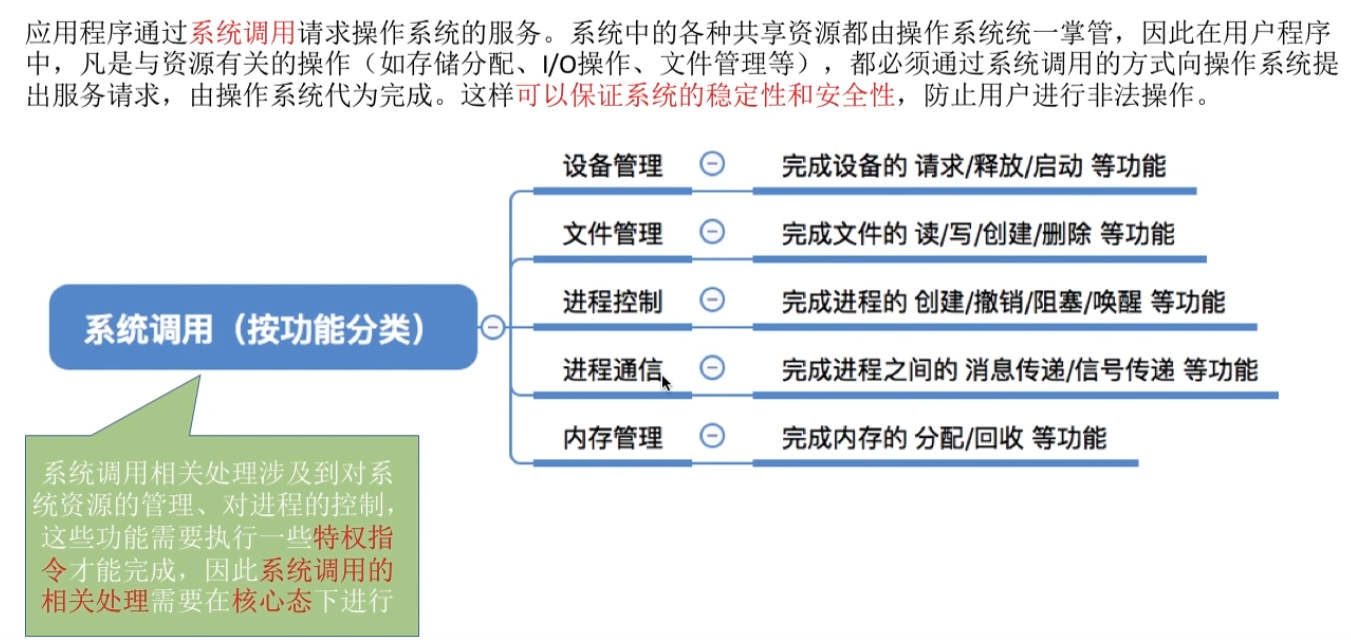 应用程序通过系统调用请求操作系统的服务。系统中的各种共享资源都由操作系统统一掌管，因此在用户程序
中，凡是与资源有关的操作（如存储分配、I/O操作、文件管理等），都必须通过系统调用的方式向操作系统提
出服务请求，由操作系统代为完成。这样可以保证系统的稳定性和安全性，防止用户进行非法操作。
系统调用（按功能分类）
设备管理 完成设备的 请求/释放/启动 等功能
文件管理 完成文件的 读/写/创建/删除 等功能
进程控制 完成进程的 创建/撤销/阻塞/唤醒 等功能
进程通信 完成进程之间的 消息传递/信号传递 等功能
内存管理 完成内存的 分配/回收 等功能
系统调用相关处理涉及到对系
统资源的管理、对进程的控制，
这些功能需要执行一些特权指
令才能完成，因此系统调用的
相关处理需要在核心态下进行